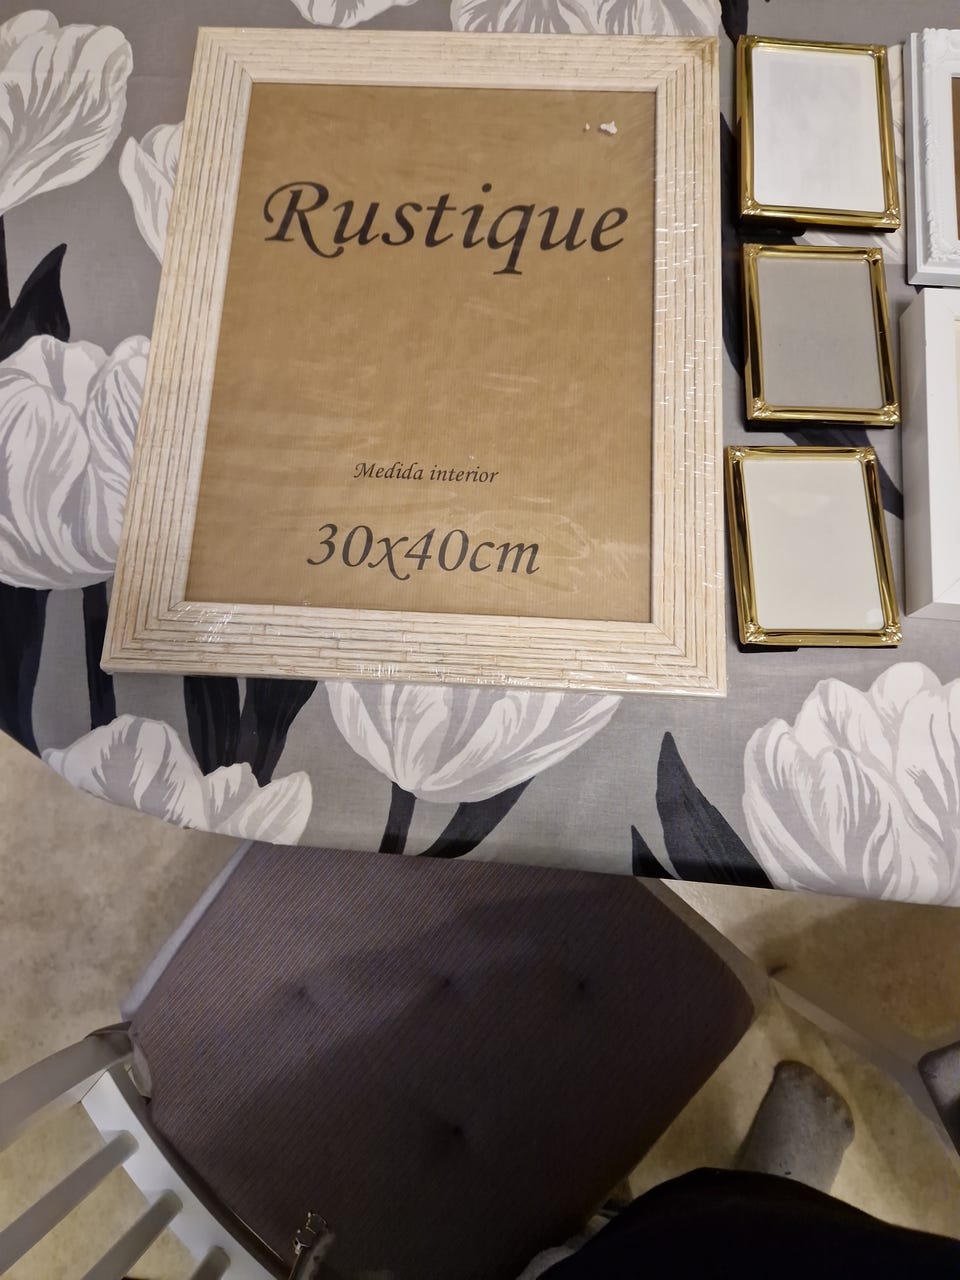 Rustique
Medida interior
30x40cm